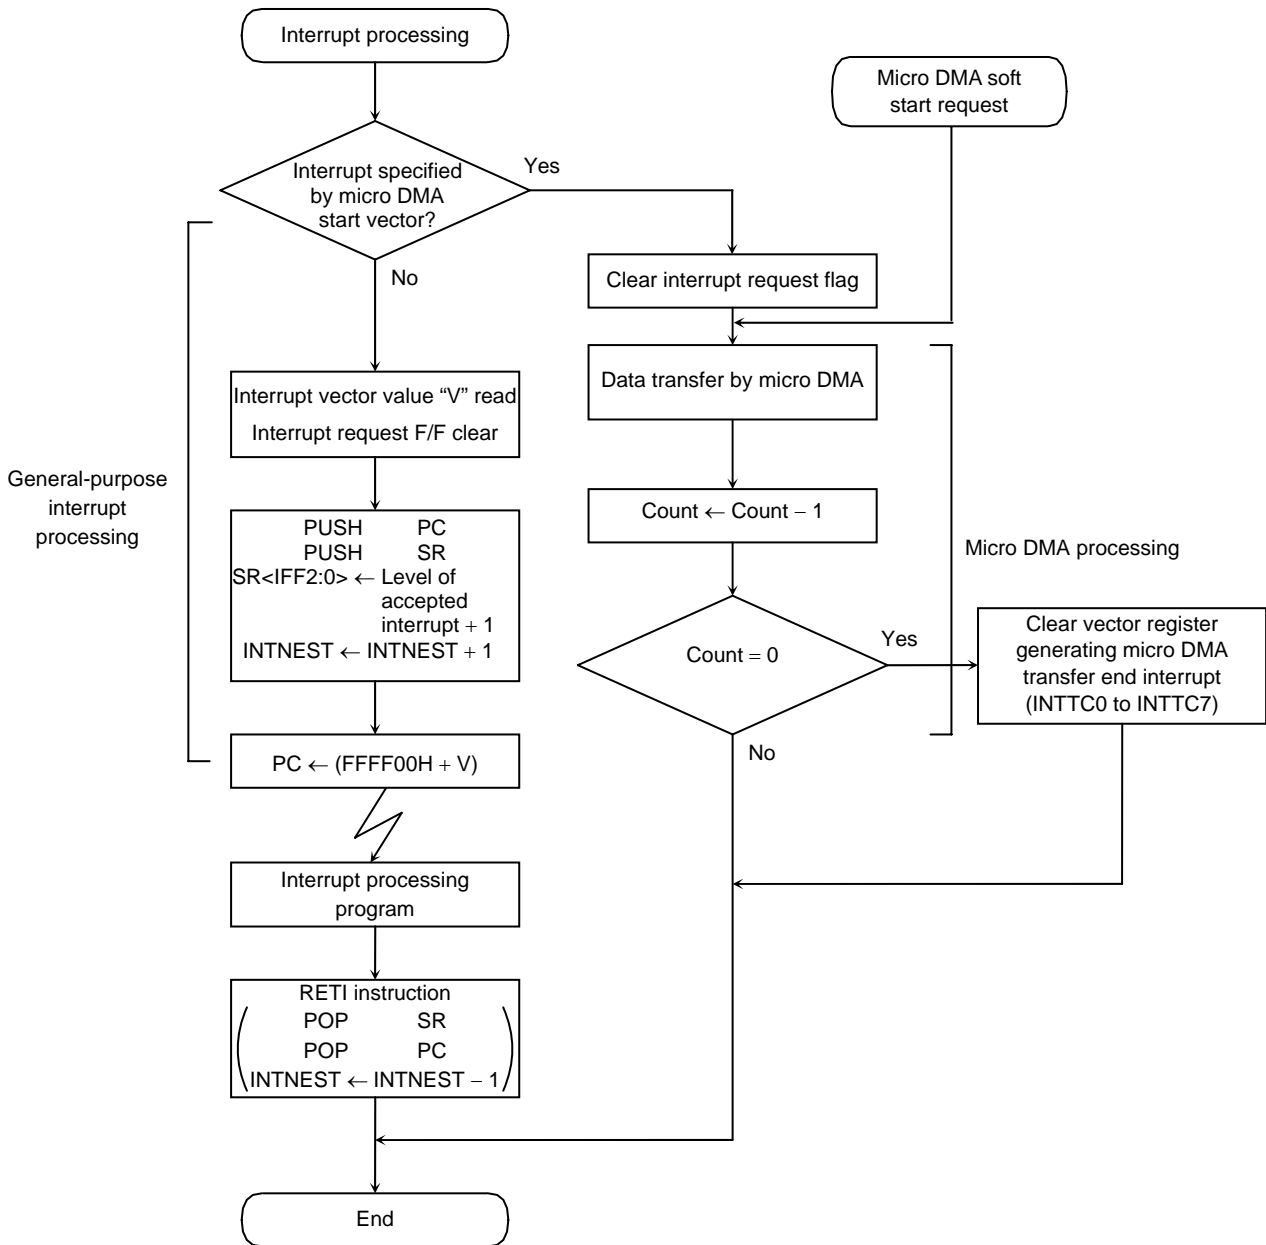 Interrupt processing
Micro DMA soft
start request
Interrupt specified
by micro DMA
start vector?
Yes
No
Clear interrupt request flag
Data transfer by micro DMA
Interrupt vector value “V” read
Interrupt request F/F clear
General-purpose
interrupt
processing
PUSH PC
PUSH SR
SR<IFF2:0> ← Level of
accepted
interrupt + 1
INTNEST ← INTNEST + 1
Count ← Count − 1
Micro DMA processing
Count = 0
Yes
No
Clear vector register
generating micro DMA
transfer end interrupt
(INTTC0 to INTTC7)
PC ← (FFFF00H + V)
Interrupt processing
program
RETI instruction
POP SR
POP PC
INTNEST ← INTNEST − 1
End